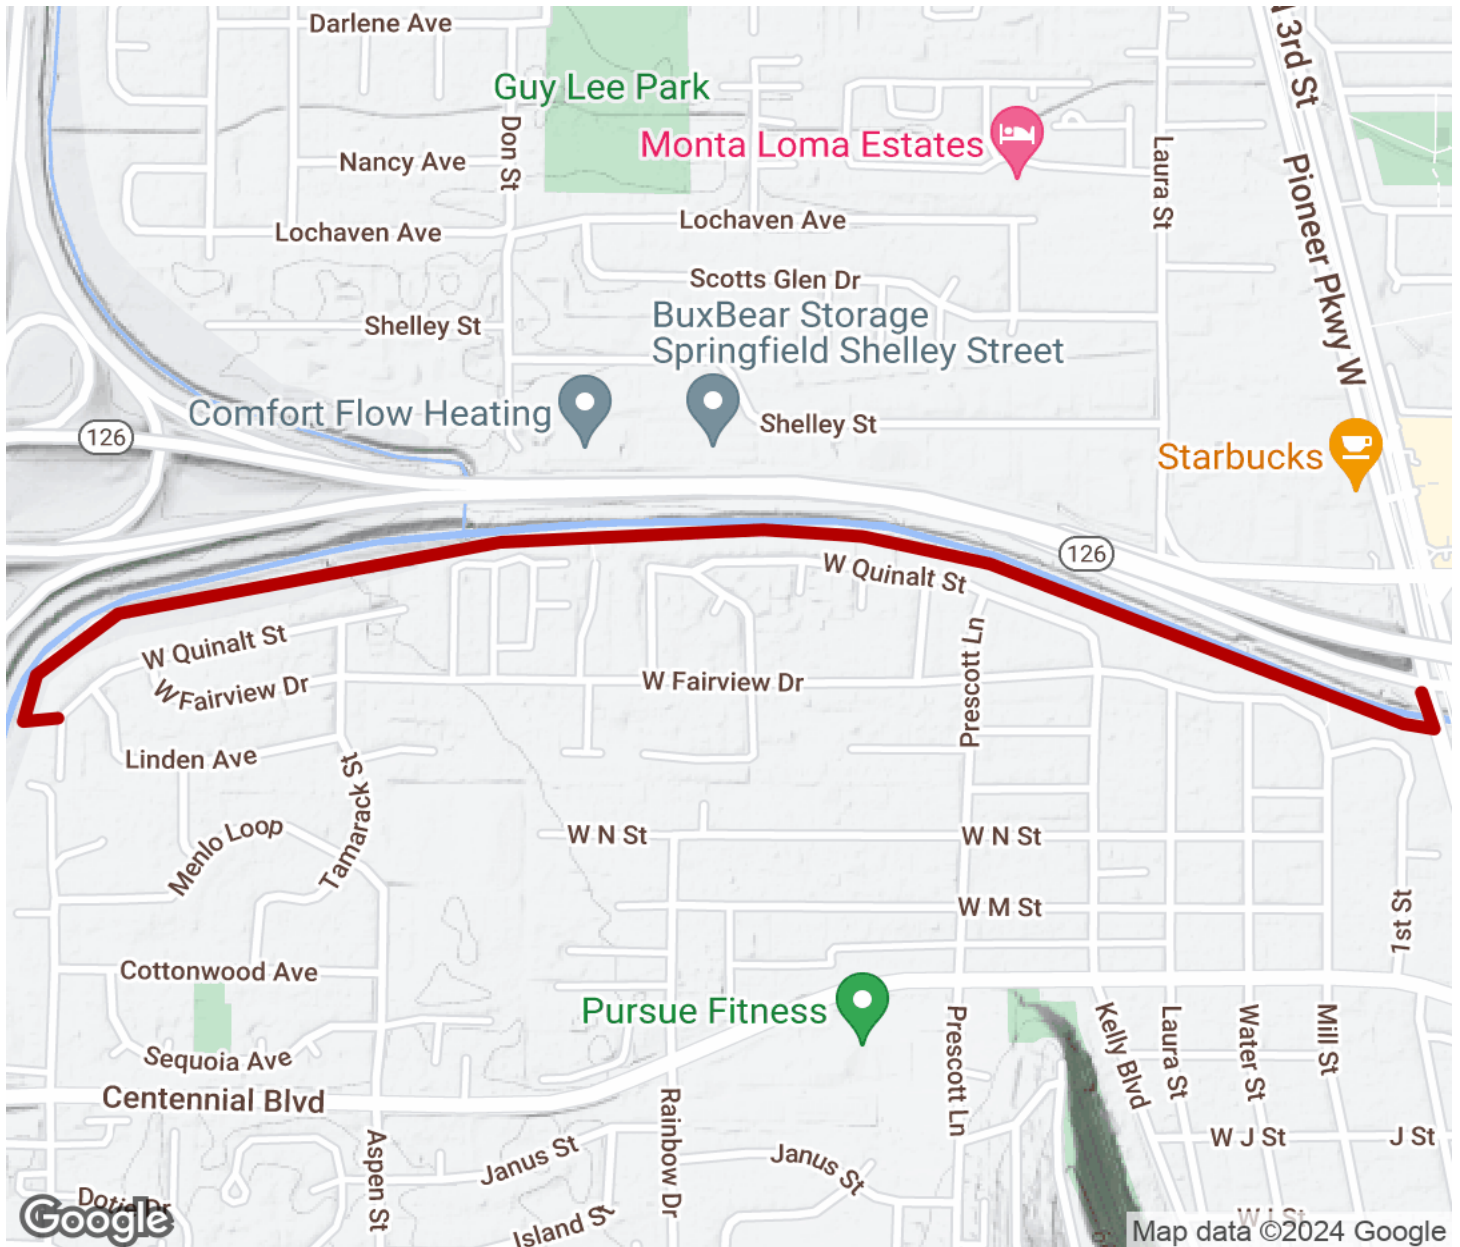 Darlene Ave
N 3rd St
Guy Lee Park
Don St
Monta Loma Estates
Laura St
Nancy Ave
Pioneer Pkwy W
Lochaven Ave
Lochaven Ave
Scotts Glen Dr
Shelley St
BuxBear Storage
Springfield Shelley Street
Comfort Flow Heating
Shelley St
126
Starbucks
126
W Quinalt St
W Quinalt St
W Fairview Dr
W Fairview Dr
Prescott Ln
Linden Ave
Tamarack St
Menlo Loop
W N St
W N St
W M St
1st St
Cottonwood Ave
Pursue Fitness
Prescott Ln
Kelly Blvd
Laura St
Water St
Mill St
Sequoia Ave
Centennial Blvd
Rainbow Dr
Aspen St
Janus St
Janus St
W J St
J St
Dotie Dr
Island St
W I St
Google
Map data ©2024 Google